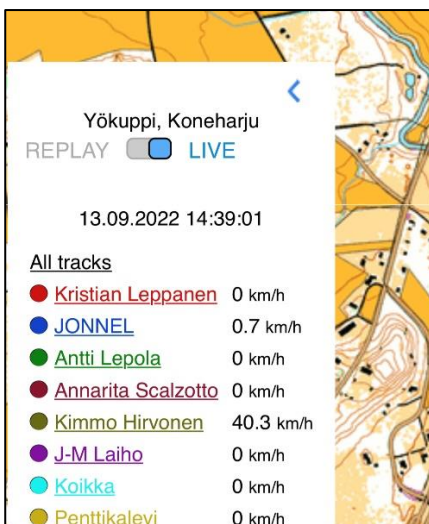 Yökuppi, Koneharju
REPLAY LIVE
13.09.2022 14:39:01
All tracks
Kristian Leppanen 0 km/h
JONNEL 0.7 km/h
Antti Lepola 0 km/h
Annarita Scalzotto 0 km/h
Kimmo Hirvonen 40.3 km/h
J-M Laiho 0 km/h
Koikka 0 km/h
Penttikalevi 0 km/h